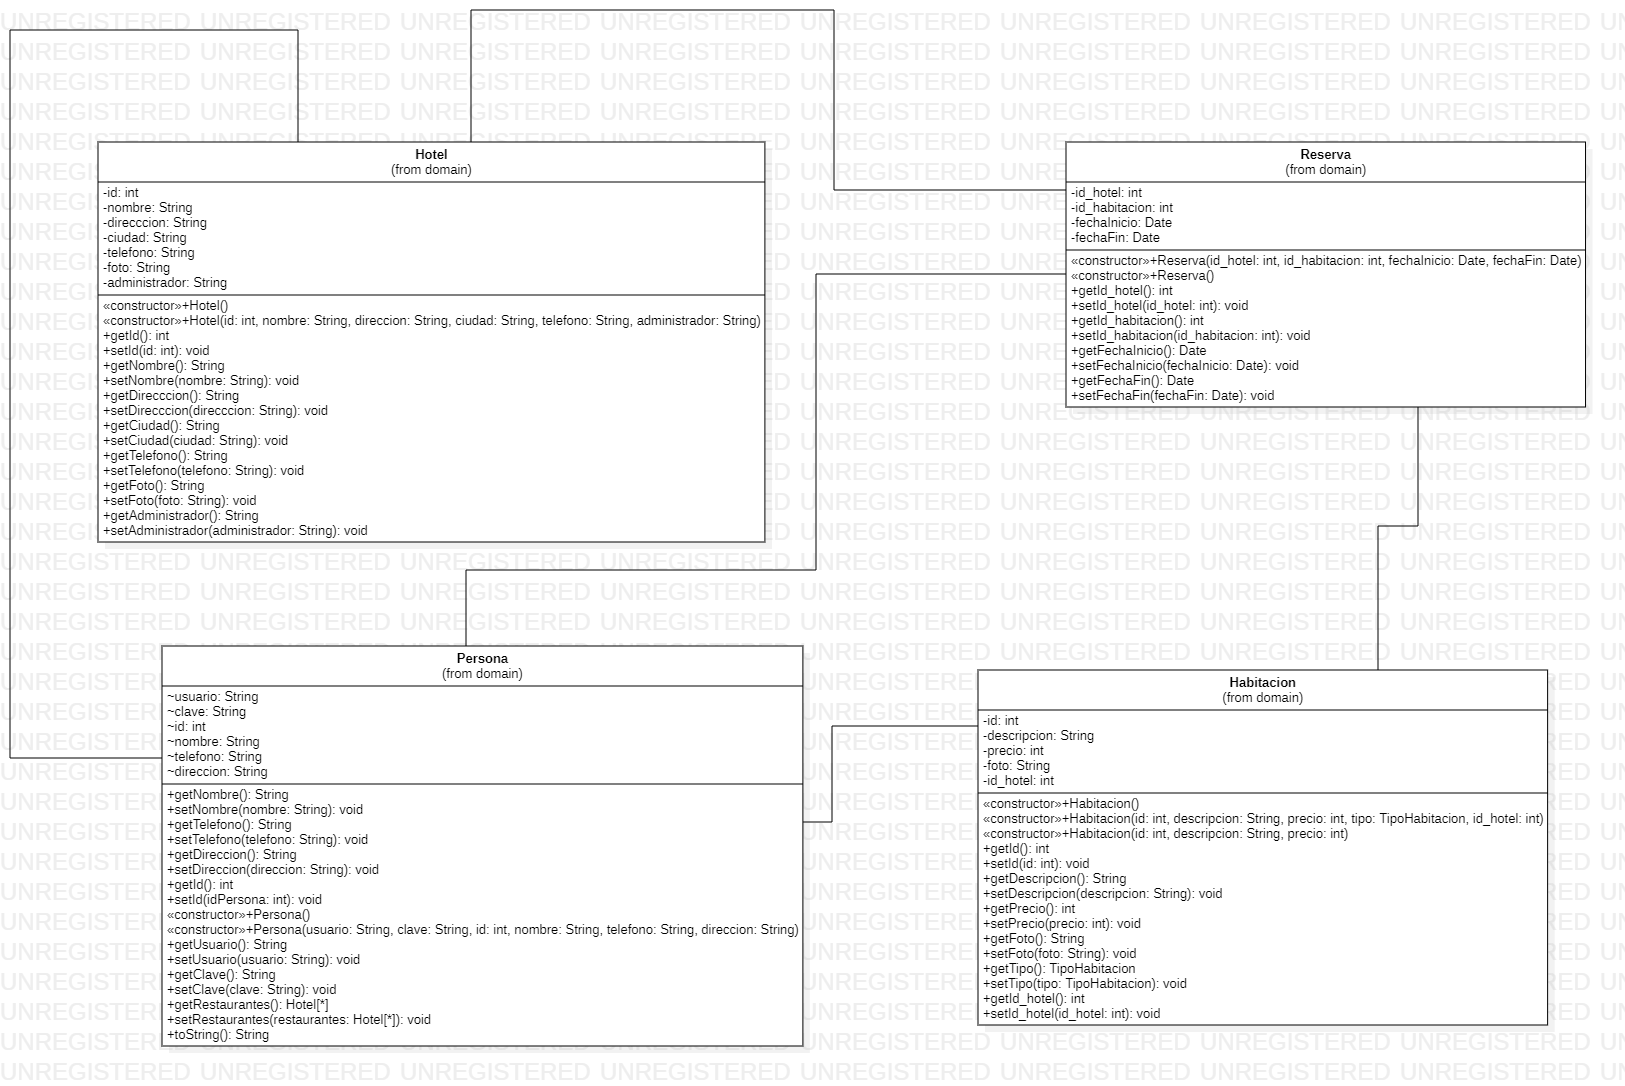 Hotel
(from domain)
-id: int
-nombre: String
-direcccion: String
-ciudad: String
-telefono: String
-foto: String
-administrador: String
«constructor»+Hotel()
«constructor»+Hotel(id: int, nombre: String, direccion: String, ciudad: String, telefono: String, administrador: String)
+getId(): int
+setId(id: int): void
+getNombre(): String
+setNombre(nombre: String): void
+getDirecccion(): String
+setDirecccion(direcccion: String): void
+getCiudad(): String
+setCiudad(ciudad: String): void
+getTelefono(): String
+setTelefono(telefono: String): void
+getFoto(): String
+setFoto(foto: String): void
+getAdministrador(): String
+setAdministrador(administrador: String): void
Reserva
(from domain)
-id_hotel: int
-id_habitacion: int
-fechaInicio: Date
-fechaFin: Date
«constructor»+Reserva(id_hotel: int, id_habitacion: int, fechaInicio: Date, fechaFin: Date)
«constructor»+Reserva()
+getId_hotel(): int
+setId_hotel(id_hotel: int): void
+getId_habitacion(): int
+setId_habitacion(id_habitacion: int): void
+getFechaInicio(): Date
+setFechaInicio(fechaInicio: Date): void
+getFechaFin(): Date
+setFechaFin(fechaFin: Date): void
Persona
(from domain)
~usuario: String
~clave: String
~id: int
~nombre: String
~telefono: String
~direccion: String
+getNombre(): String
+setNombre(nombre: String): void
+getTelefono(): String
+setTelefono(telefono: String): void
+getDireccion(): String
+setDireccion(direccion: String): void
+getId(): int
+setId(idPersona: int): void
«constructor»+Persona()
«constructor»+Persona(usuario: String, clave: String, id: int, nombre: String, telefono: String, direccion: String)
+getUsuario(): String
+setUsuario(usuario: String): void
+getClave(): String
+setClave(clave: String): void
+getRestaurantes(): Hotel[*]
+setRestaurantes(restaurantes: Hotel[*]): void
+toString(): String
Habitacion
(from domain)
-id: int
-descripcion: String
-precio: int
-foto: String
-id_hotel: int
«constructor»+Habitacion()
«constructor»+Habitacion(id: int, descripcion: String, precio: int, tipo: TipoHabitacion, id_hotel: int)
«constructor»+Habitacion(id: int, descripcion: String, precio: int)
+getId(): int
+setId(id: int): void
+getDescripcion(): String
+setDescripcion(descripcion: String): void
+getPrecio(): int
+setPrecio(precio: int): void
+getFoto(): String
+setFoto(foto: String): void
+getTipo(): TipoHabitacion
+setTipo(tipo: TipoHabitacion): void
+getId_hotel(): int
+setId_hotel(id_hotel: int): void
UNREGISTERED